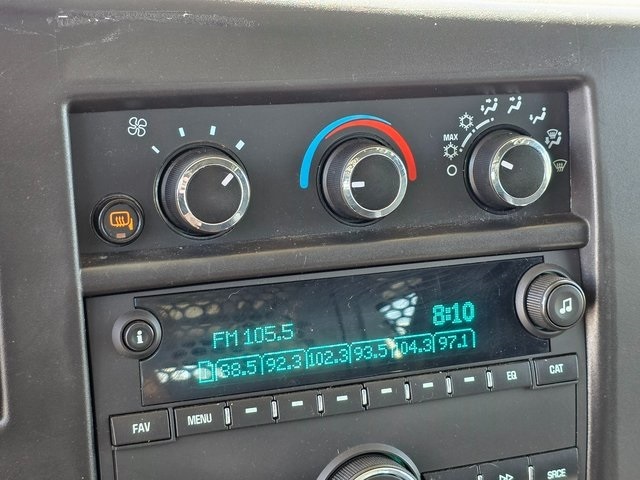 MAX
8:10
FM 105.5
1 88.5 92.3 102.3 93.5 104.3 97.1
i
FAV MENU EQ CAT
SRCE